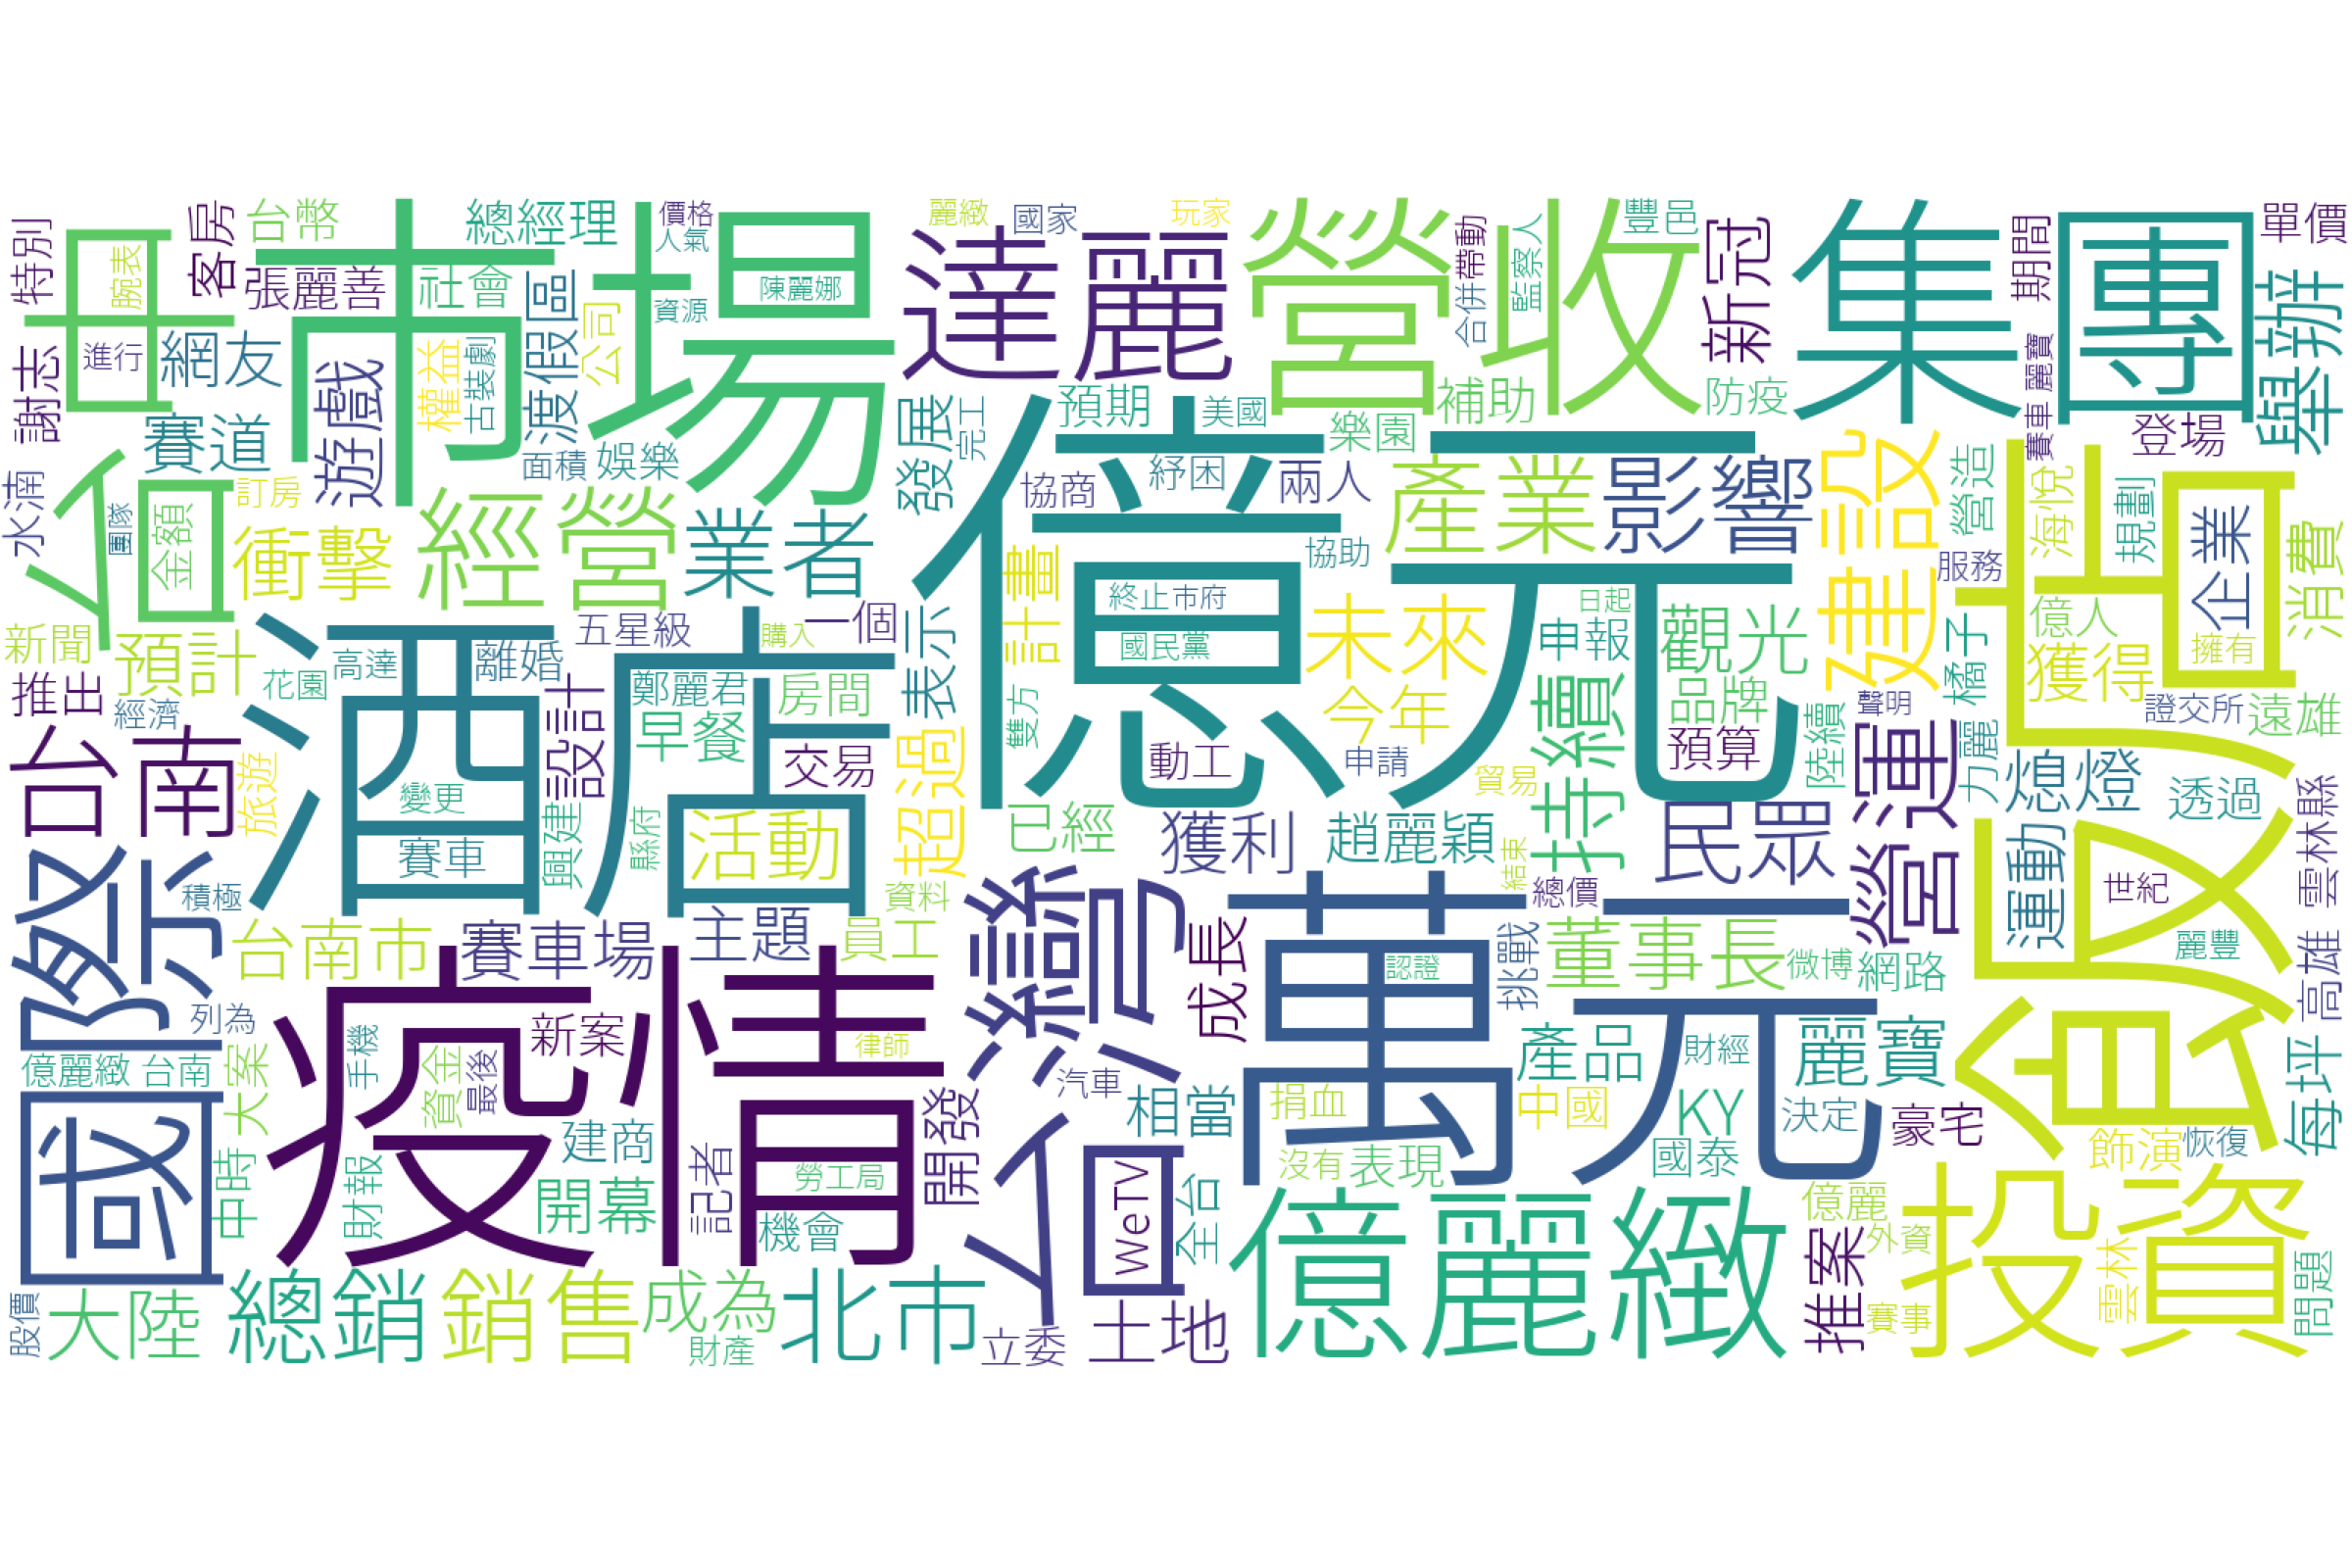 特別
謝志
台中
腕表
進行
客房
台幣
張麗善
網友
賽道
總經理
社會
市場
價格
人氣
陳麗娜
資源
遊戲
權益
古裝劇
渡假區
公司
面積
娛樂
麗緻
國家
玩家
達麗
營收
合併
帶動
監察人
豐邑
新冠
集團
期間
單價
舉辦
發展
完工
預期
美國
樂園
補助
防疫
登場
賽車 麗寶
水湳
團隊
金額
訂房
衝擊
經營
業者
億元
協商
紓困
兩人
產業
影響
建設
營造
海悅
規劃
企業
消費
協助
服務
新聞
預計
推出
經濟
花園
高達
離婚
五星級
一個
購入
鄭麗君
房間
早餐
設計
交易
表示
計畫
終止
市府
國民黨
未來
今年
日起
申報
觀光
品牌
預算
橘子
億人
獲得
擁有
證交所
遠雄
聲明
陸續
力麗
台南
旅遊
變更
賽車
酒店
興建
縣府
活動
超過
雙方
動工
申請
貿易
已經
獲利
趙麗穎
結束
持續
民眾
營運
熄燈
透過
雲林縣
運動
世紀
麗豐
高雄
國際
積極
台南市
賽車場
主題
員工
資料
台灣
成長
萬元
總價
挑戰
認證
董事長
微博
網路
股份
列為
億麗緻 台南
大案
手機
資金
最後
新案
疫情
律師
建商
開發
汽車
相當
捐血
中國
產品
財經
麗寶
KY
決定
國泰
豪宅
每坪
飾演
恢復
中時
財報
開幕
記者
勞工局
機會
WeTV
全台
沒有
表現
億麗
外資
推案
投資
雲林
賽事
問題
股價
大陸
總銷
銷售
成為
財產
北市
立委
土地
億麗緻